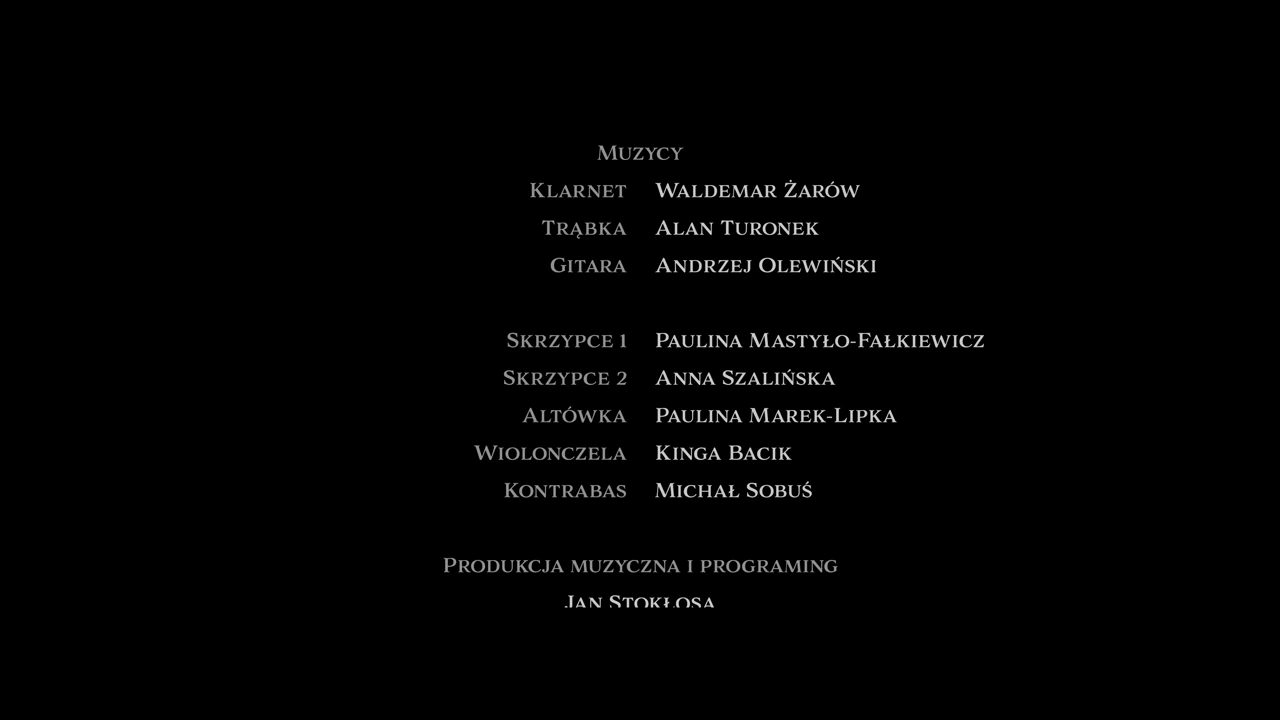 Muzycy
Klarnet Waldemar Żarów
Trąbka Alan Turonek
Gitara Andrzej Olewiński
Skrzypce 1 Paulina Mastyło-Fałkiewicz
Skrzypce 2 Anna Szalińska
Altówka Paulina Marek-Lipka
Wiolonczela Kinga Bacik
Kontrabas Michał Sobuś
Produkcja muzyczna i programing
Jan Stokłosa